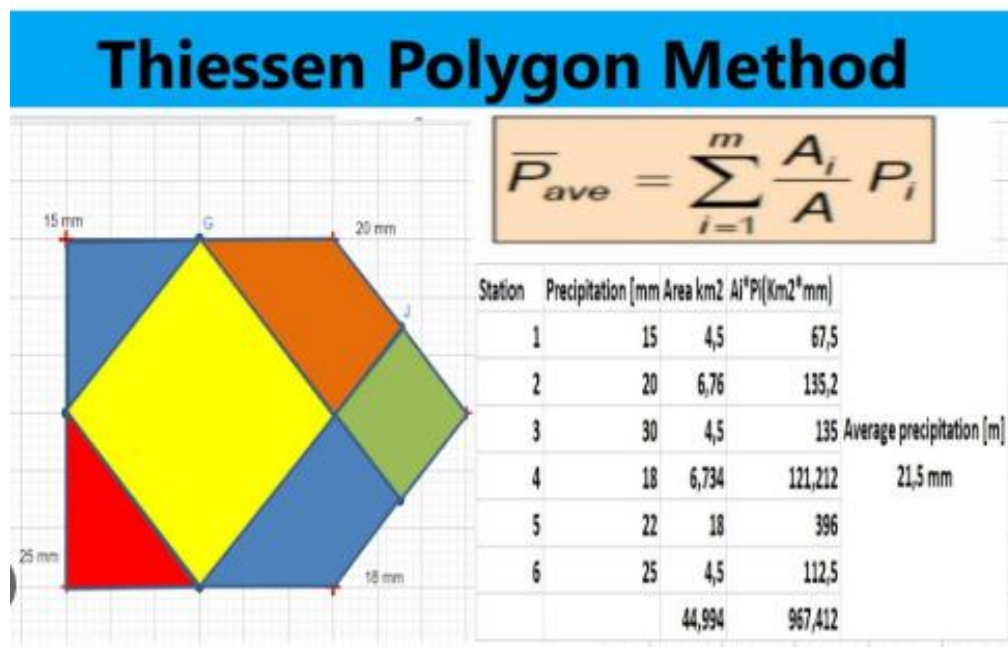 Thiessen Polygon Method
P̅ave = ∑ i=1 m Ai/A Pi
15 mm
G
20 mm
J
25 mm
18 mm
Station Precipitation [mm Area km2 Ai*Pi(Km2*mm)
1 15 4,5 67,5
2 20 6,76 135,2
3 30 4,5 135 Average precipitation [m]
4 18 6,734 121,212 21,5 mm
5 22 18 396
6 25 4,5 112,5
44,994 967,412